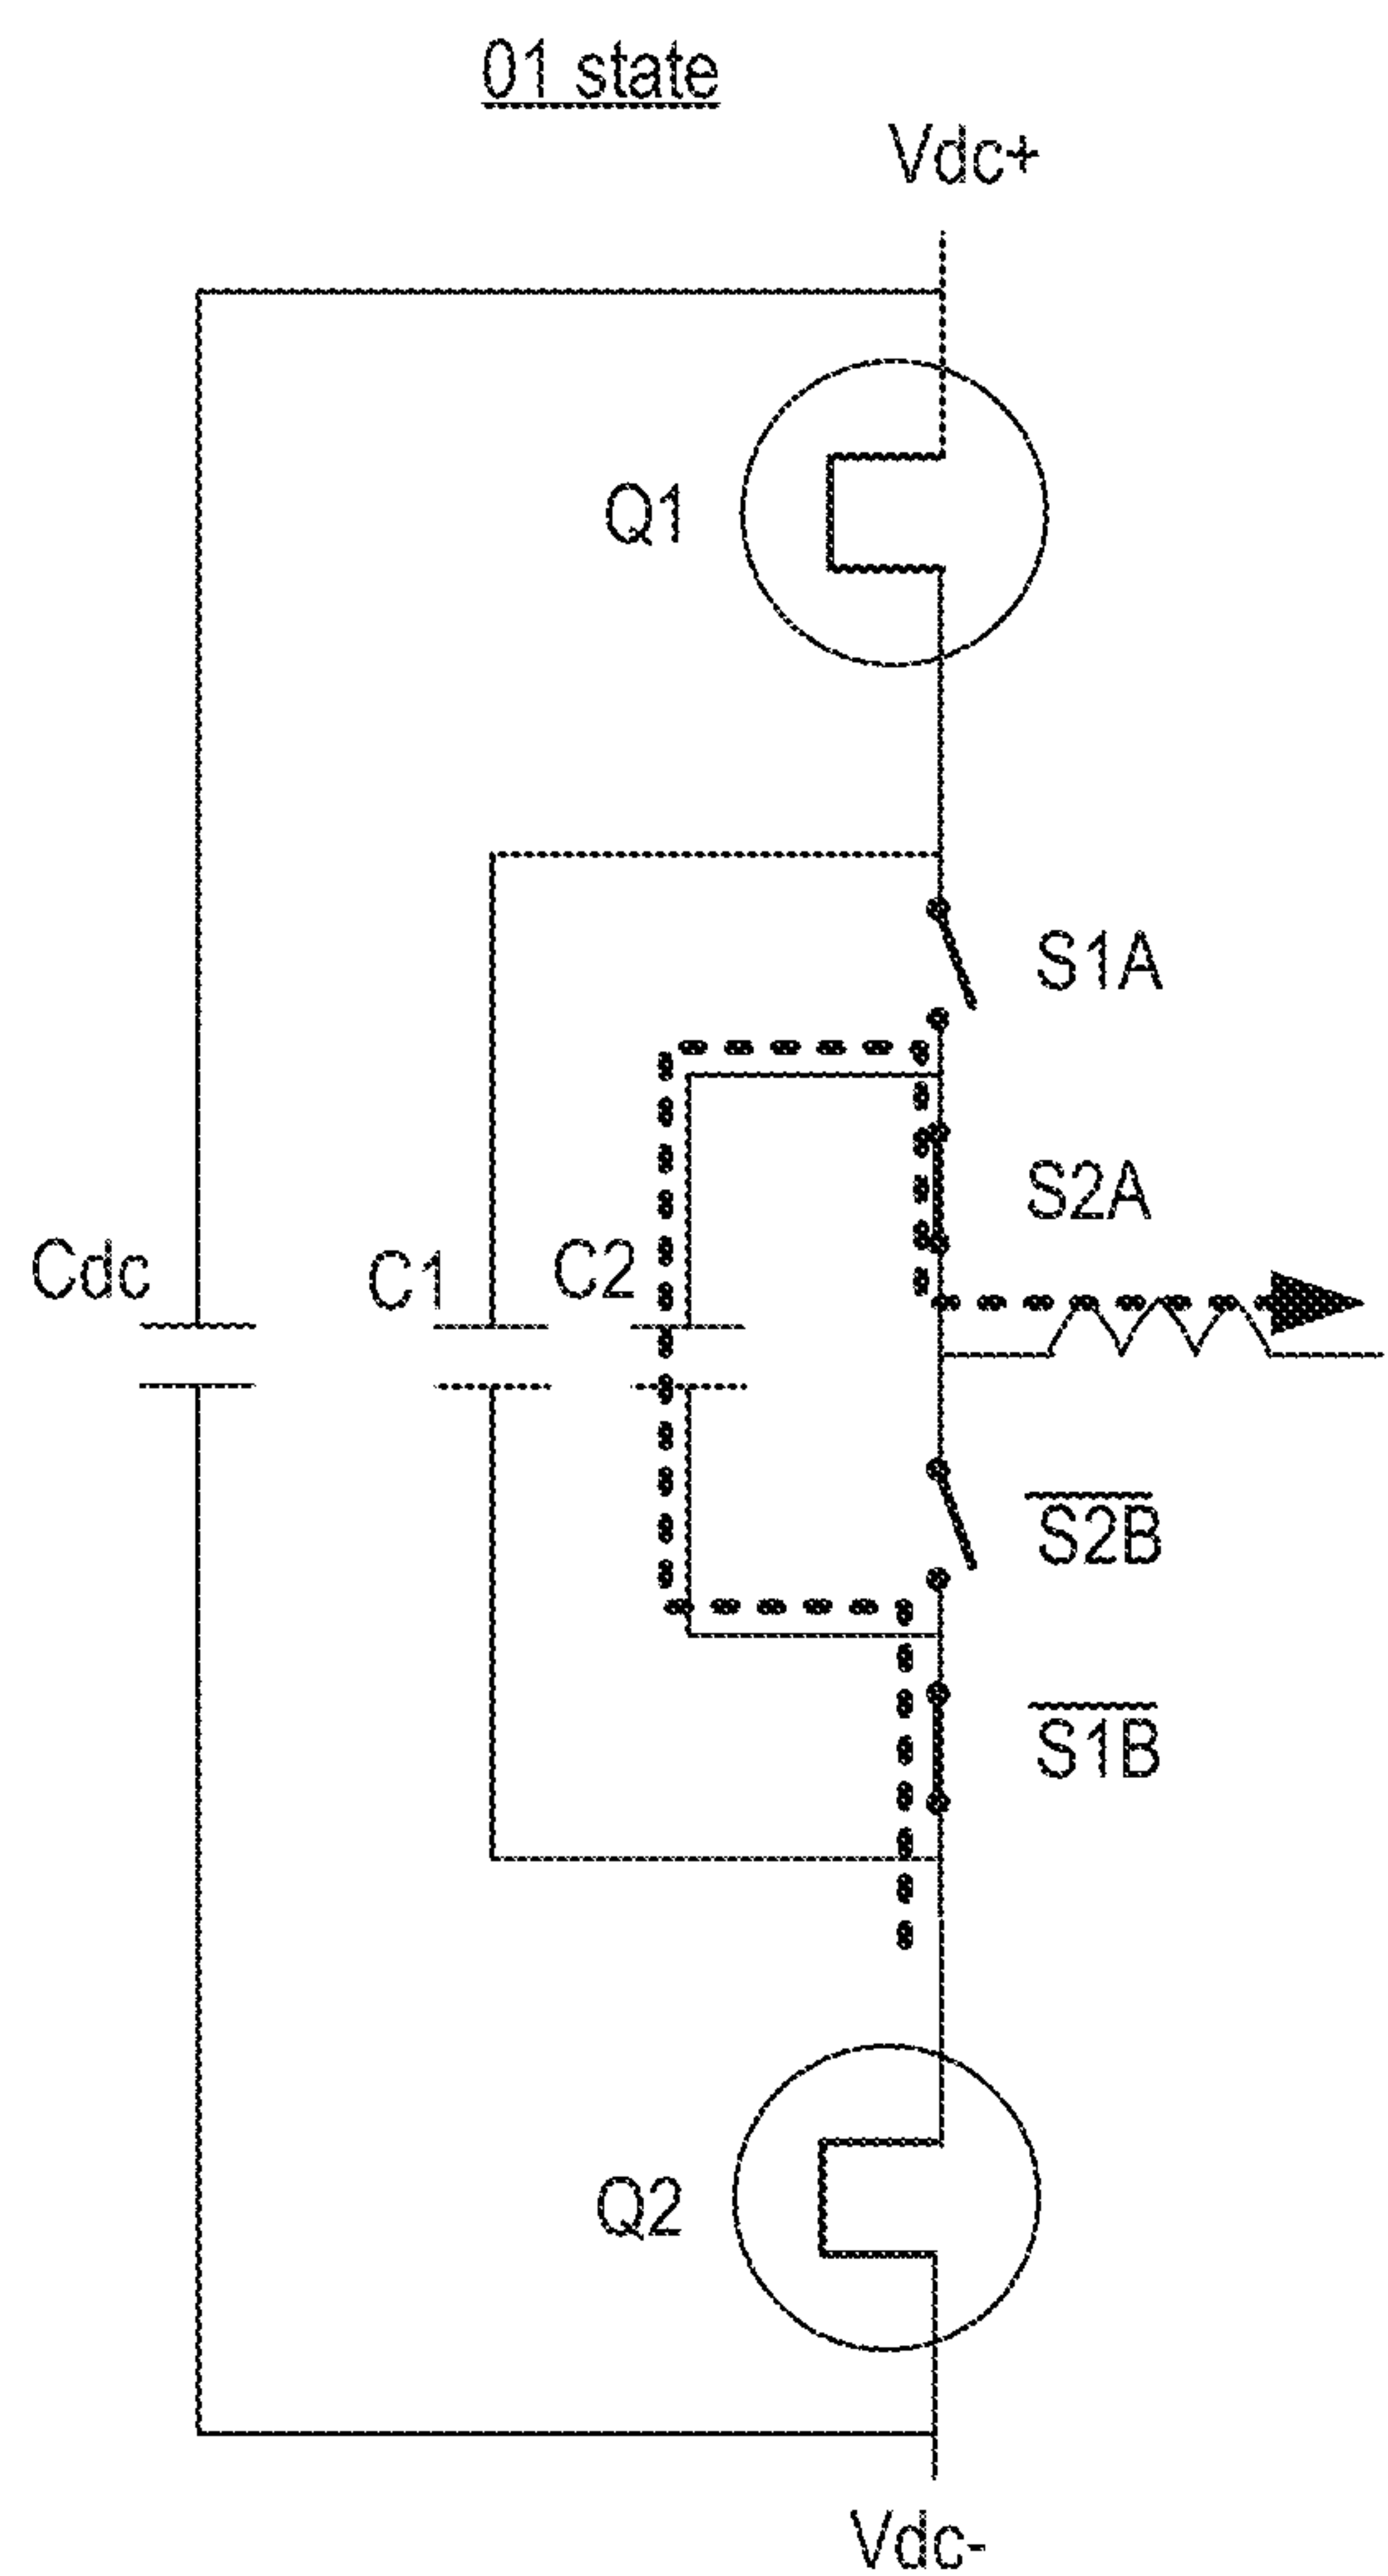 01 state
Vdc+
Q1
S1A
S2A
Cdc
C1
C2
S2B
S1B
Q2
Vdc-